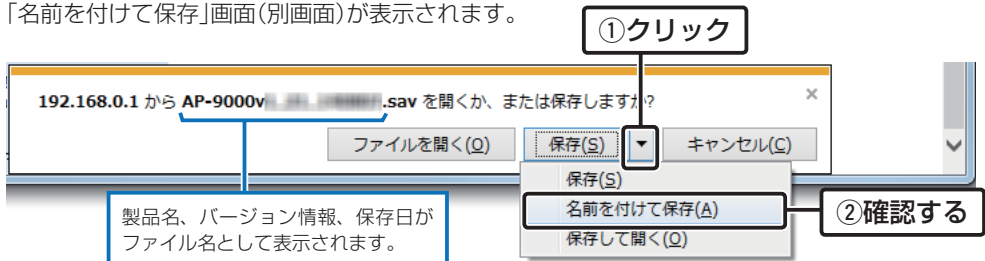 「名前を付けて保存」画面(別画面)が表示されます。
①クリック
192.168.0.1 から AP-9000v .sav を開くか、または保存しますか?
×
ファイルを開く(O) 保存(S) ▼ キャンセル(C)
保存(S)
名前を付けて保存(A)
②確認する
保存して開く(O)
製品名、バージョン情報、保存日が
ファイル名として表示されます。